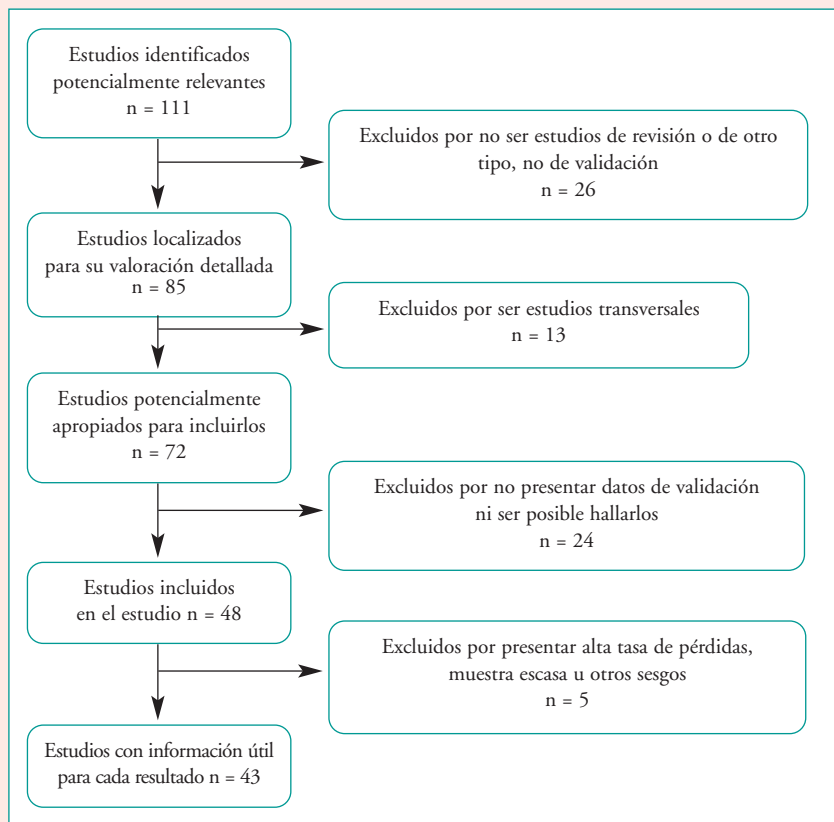 Estudios identificados
potencialmente relevantes
n = 111
Excluidos por no ser estudios de revisión o de otro
tipo, no de validación
n = 26
Estudios localizados
para su valoración detallada
n = 85
Excluidos por ser estudios transversales
n = 13
Estudios potencialmente
apropiados para incluirlos
n = 72
Excluidos por no presentar datos de validación
ni ser posible hallarlos
n = 24
Estudios incluidos
en el estudio n = 48
Excluidos por presentar alta tasa de pérdidas,
muestra escasa u otros sesgos
n = 5
Estudios con información útil
para cada resultado n = 43